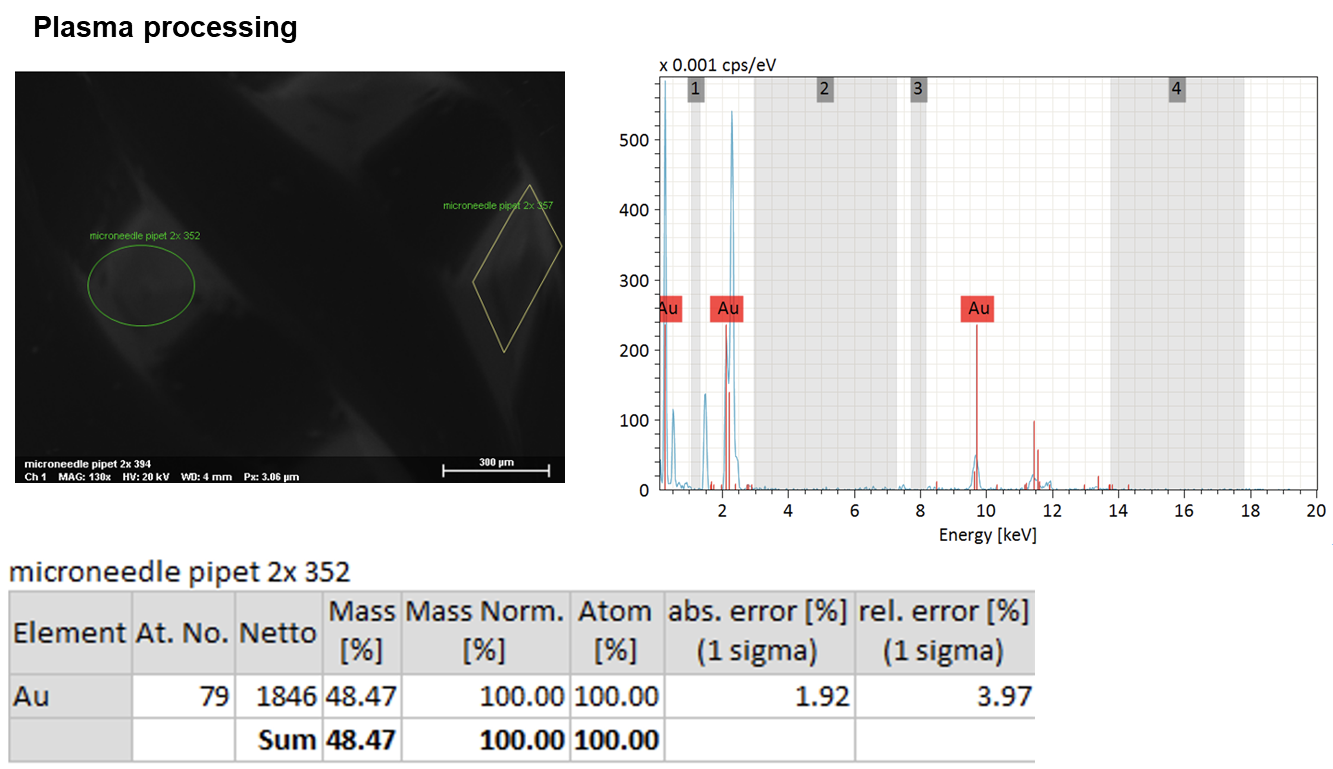 Plasma processing
microneedle pipet 2x 357
microneedle pipet 2x 352
microneedle pipet 2x 394
Ch 1 MAG: 130x HV: 20 kV WD: 4 mm Px: 3.06 µm
300 µm
x 0.001 cps/eV
1 2 3 4
500
400
300
200
100
0
Au Au Au
2 4 6 8 10 12 14 16 18 20
Energy [keV]
microneedle pipet 2x 352
Element At. No. Netto Mass [%] Mass Norm. [%] Atom [%] abs. error [%] (1 sigma) rel. error [%] (1 sigma)
Au 79 1846 48.47 100.00 100.00 1.92 3.97
Sum 48.47 100.00 100.00